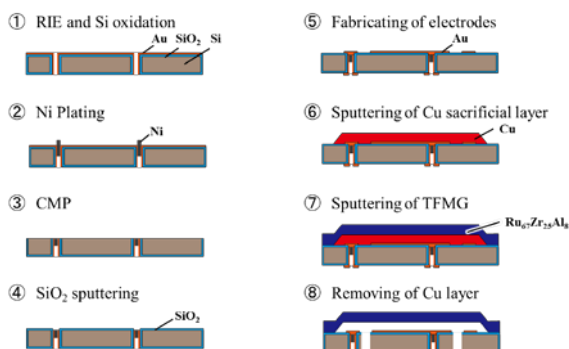 ① RIE and Si oxidation
Au SiO₂ Si
② Ni Plating
Ni
③ CMP
④ SiO₂ sputtering
SiO₂
⑤ Fabricating of electrodes
Au
⑥ Sputtering of Cu sacrificial layer
Cu
⑦ Sputtering of TFMG
Ru₆₇Zr₂₅Al₈
⑧ Removing of Cu layer